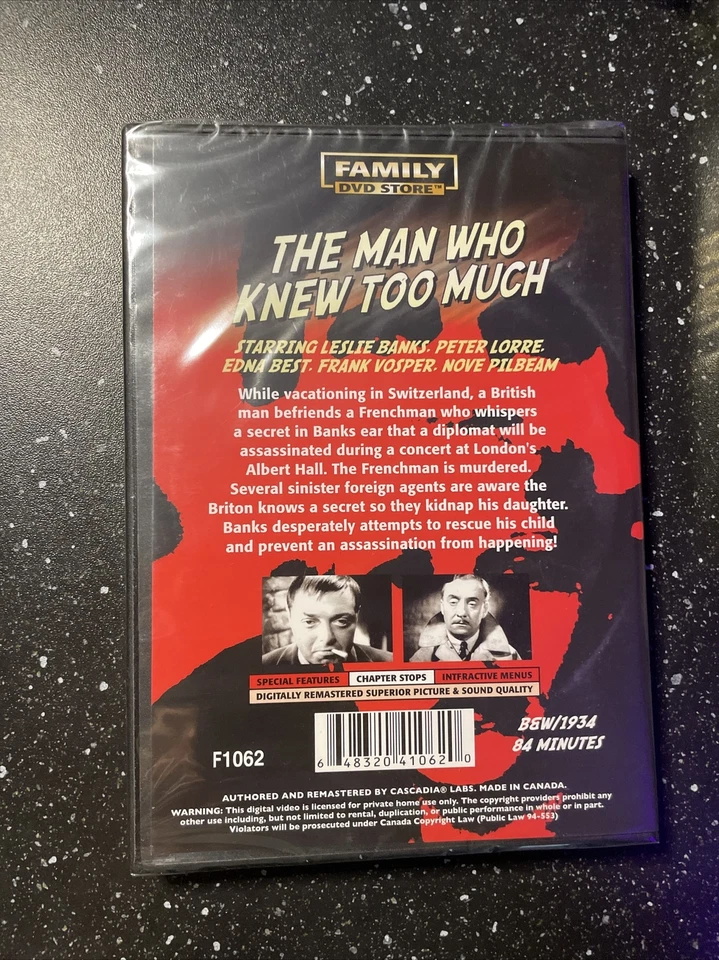 FAMILY
DVD STORE™
THE MAN WHO
KNEW TOO MUCH
STARRING LESLIE BANKS. PETER LORRE.
EDNA BEST. FRANK VOSPER. NOVE PILBEAM
While vacationing in Switzerland, a British
man befriends a Frenchman who whispers
a secret in Banks ear that a diplomat will be
assassinated during a concert at London's
Albert Hall. The Frenchman is murdered.
Several sinister foreign agents are aware the
Briton knows a secret so they kidnap his daughter.
Banks desperately attempts to rescue his child
and prevent an assassination from happening!
SPECIAL FEATURES CHAPTER STOPS INTFRACTIVE MENUS
DIGITALLY REMASTERED SUPERIOR PICTURE & SOUND QUALITY
B&W/1934
84 MINUTES
F1062
6 48320 41062 0
AUTHORED AND REMASTERED BY CASCADIA® LABS. MADE IN CANADA.
WARNING: This digital video is licensed for private home use only. The copyright providers prohibit any
other use including, but not limited to rental, duplication, or public performance in whole or in part.
Violators will be prosecuted under Canada Copyright Law (Public Law 94-553)